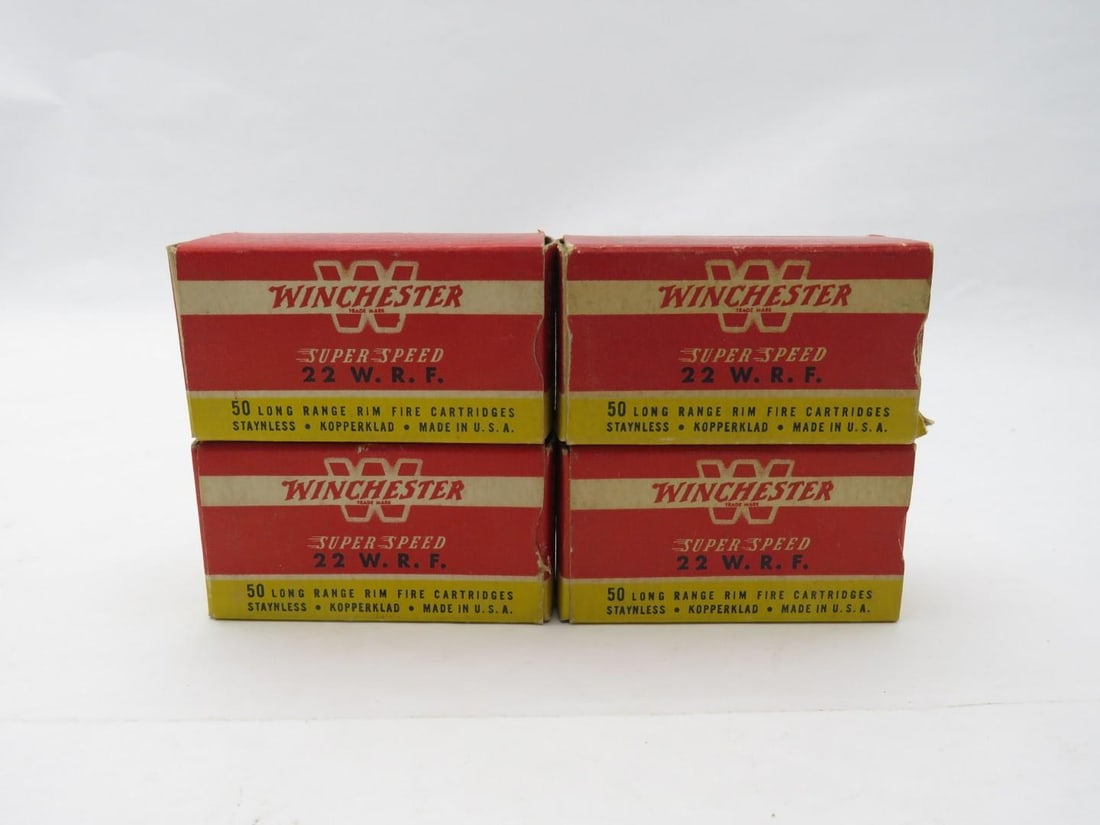 WINCHESTER
TRADE MARK
SUPER SPEED
22 W. R. F.
50 LONG RANGE RIM FIRE CARTRIDGES
STAYNLESS • KOPPERKLAD • MADE IN U.S.A.
WINCHESTER
TRADE MARK
SUPER SPEED
22 W. R. F.
50 LONG RANGE RIM FIRE CARTRIDGES
STAYNLESS • KOPPERKLAD • MADE IN U.S.A.
WINCHESTER
TRADE MARK
SUPER SPEED
22 W. R. F.
50 LONG RANGE RIM FIRE CARTRIDGES
STAYNLESS • KOPPERKLAD • MADE IN U.S.A.
WINCHESTER
TRADE MARK
SUPER SPEED
22 W. R. F.
50 LONG RANGE RIM FIRE CARTRIDGES
STAYNLESS • KOPPERKLAD • MADE IN U.S.A.